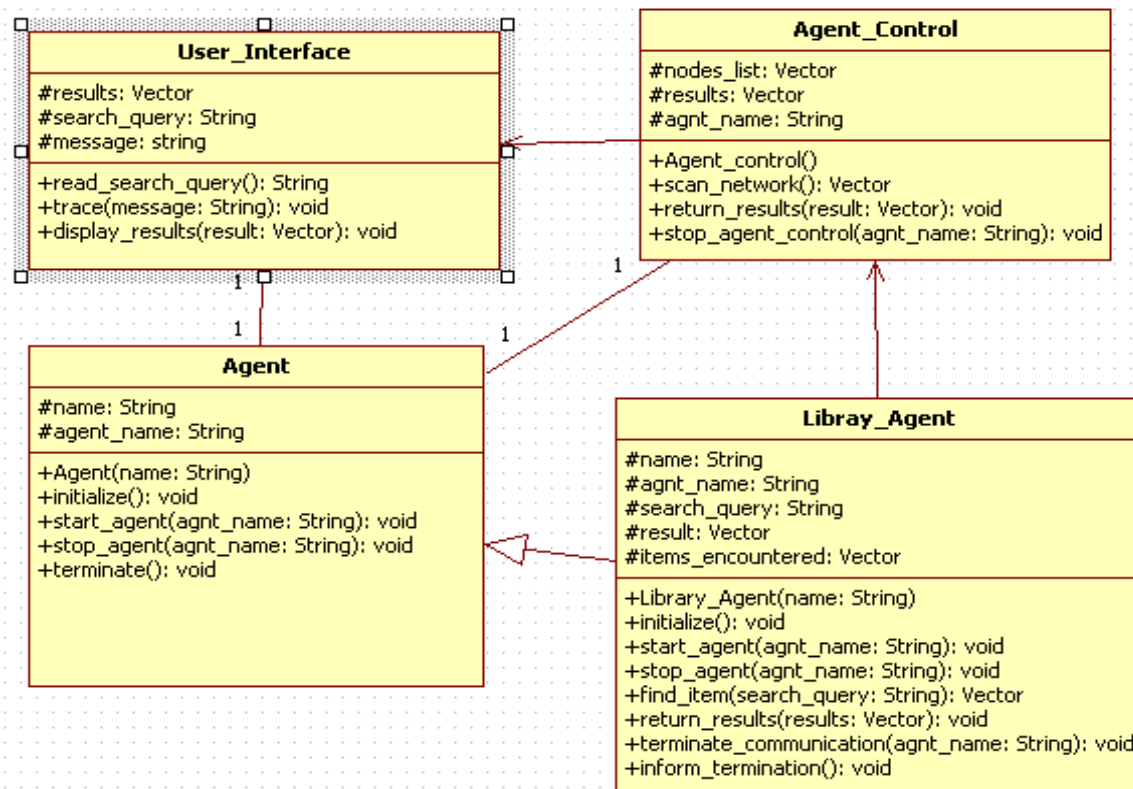 User_Interface
#results: Vector
#search_query: String
#message: string
+read_search_query(): String
+trace(message: String): void
+display_results(result: Vector): void
Agent_Control
#nodes_list: Vector
#results: Vector
#agnt_name: String
+Agent_control()
+scan_network(): Vector
+return_results(result: Vector): void
+stop_agent_control(agnt_name: String): void
1
1
1
1
Agent
#name: String
#agent_name: String
+Agent(name: String)
+initialize(): void
+start_agent(agnt_name: String): void
+stop_agent(agnt_name: String): void
+terminate(): void
Libray_Agent
#name: String
#agnt_name: String
#search_query: String
#result: Vector
#items_encountered: Vector
+Library_Agent(name: String)
+initialize(): void
+start_agent(agnt_name: String): void
+stop_agent(agnt_name: String): void
+find_item(search_query: String): Vector
+return_results(results: Vector): void
+terminate_communication(agnt_name: String): void
+inform_termination(): void